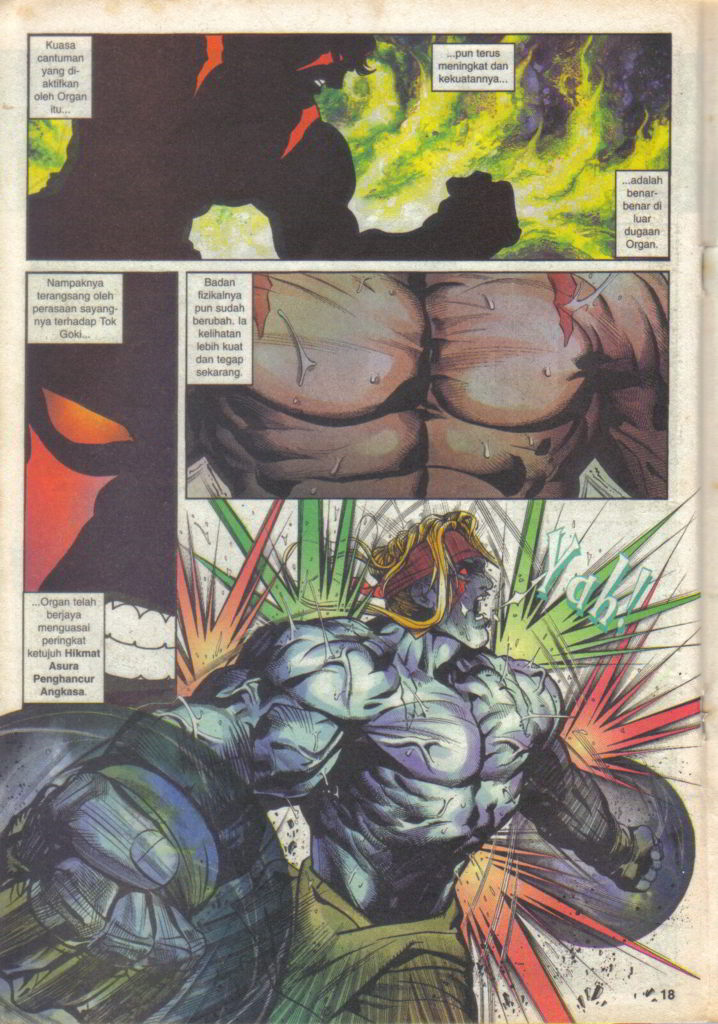 Kuasa
cantuman
yang di-
aktifkan
oleh Organ
itu...
...pun terus
meningkat dan
kekuatannya...
...adalah
benar-
benar di
luar
dugaan
Organ.
Nampaknya
terangsang oleh
perasaan sayang-
nya terhadap Tok
Goki...
Badan
fizikalnya
pun sudah
berubah. Ia
kelihatan
lebih kuat
dan tegap
sekarang.
...Organ telah
berjaya
menguasai
peringkat
ketujuh Hikmat
Asura
Penghancur
Angkasa.
Yah!
18